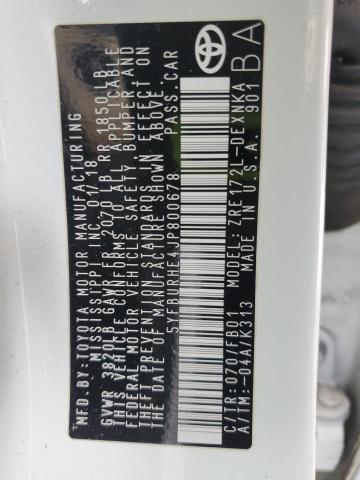 MFD.BY: TOYOTA MOTOR MANUFACTURING
MISSISSIPPI INC. 01/18
GVWR 3820LB GAWR FR 2070 LB RR 1850 LB
THIS VEHICLE CONFORMS TO ALL APPLICABLE
FEDERAL MOTOR VEHICLE SAFETY, BUMPER, AND
THEFT PREVENTION STANDARDS IN EFFECT ON
THE DATE OF MANUFACTURE SHOWN ABOVE.
5YFBURHE4JP800678 PASS.CAR
C/TR: 070/FB01 MODEL: ZRE172L-DEXNKA
A/TM: -04A/K313 MADE IN U.S.A. 901
BA